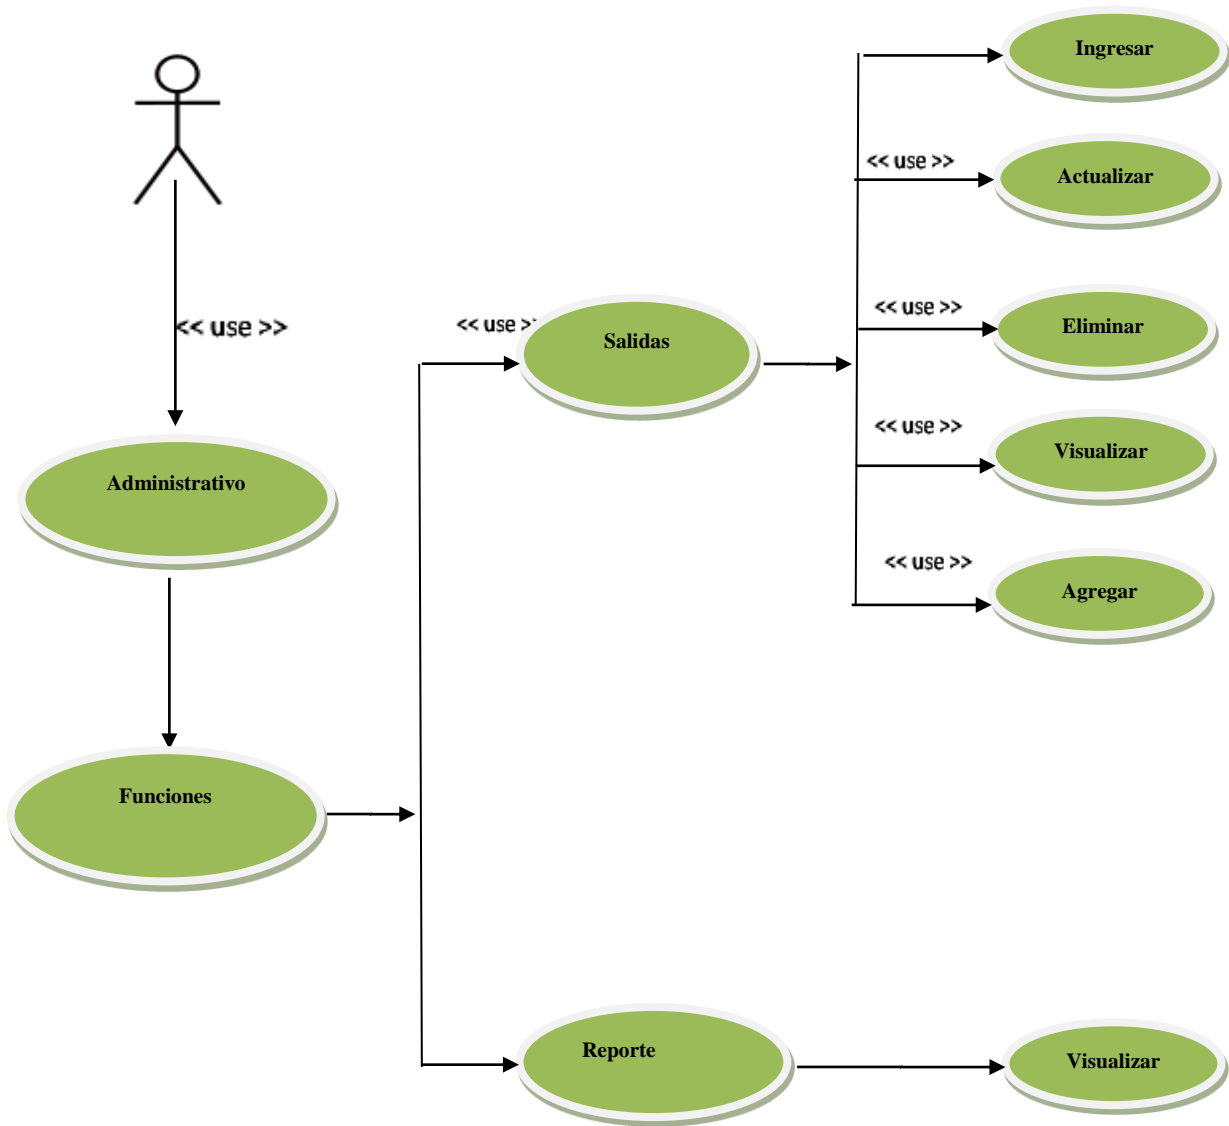 Ingresar
<< use >>
Actualizar
<< use >>
Eliminar
<< use >>
<< use >>
Salidas
<< use >>
Visualizar
Administrativo
<< use >>
Agregar
Funciones
Reporte
Visualizar